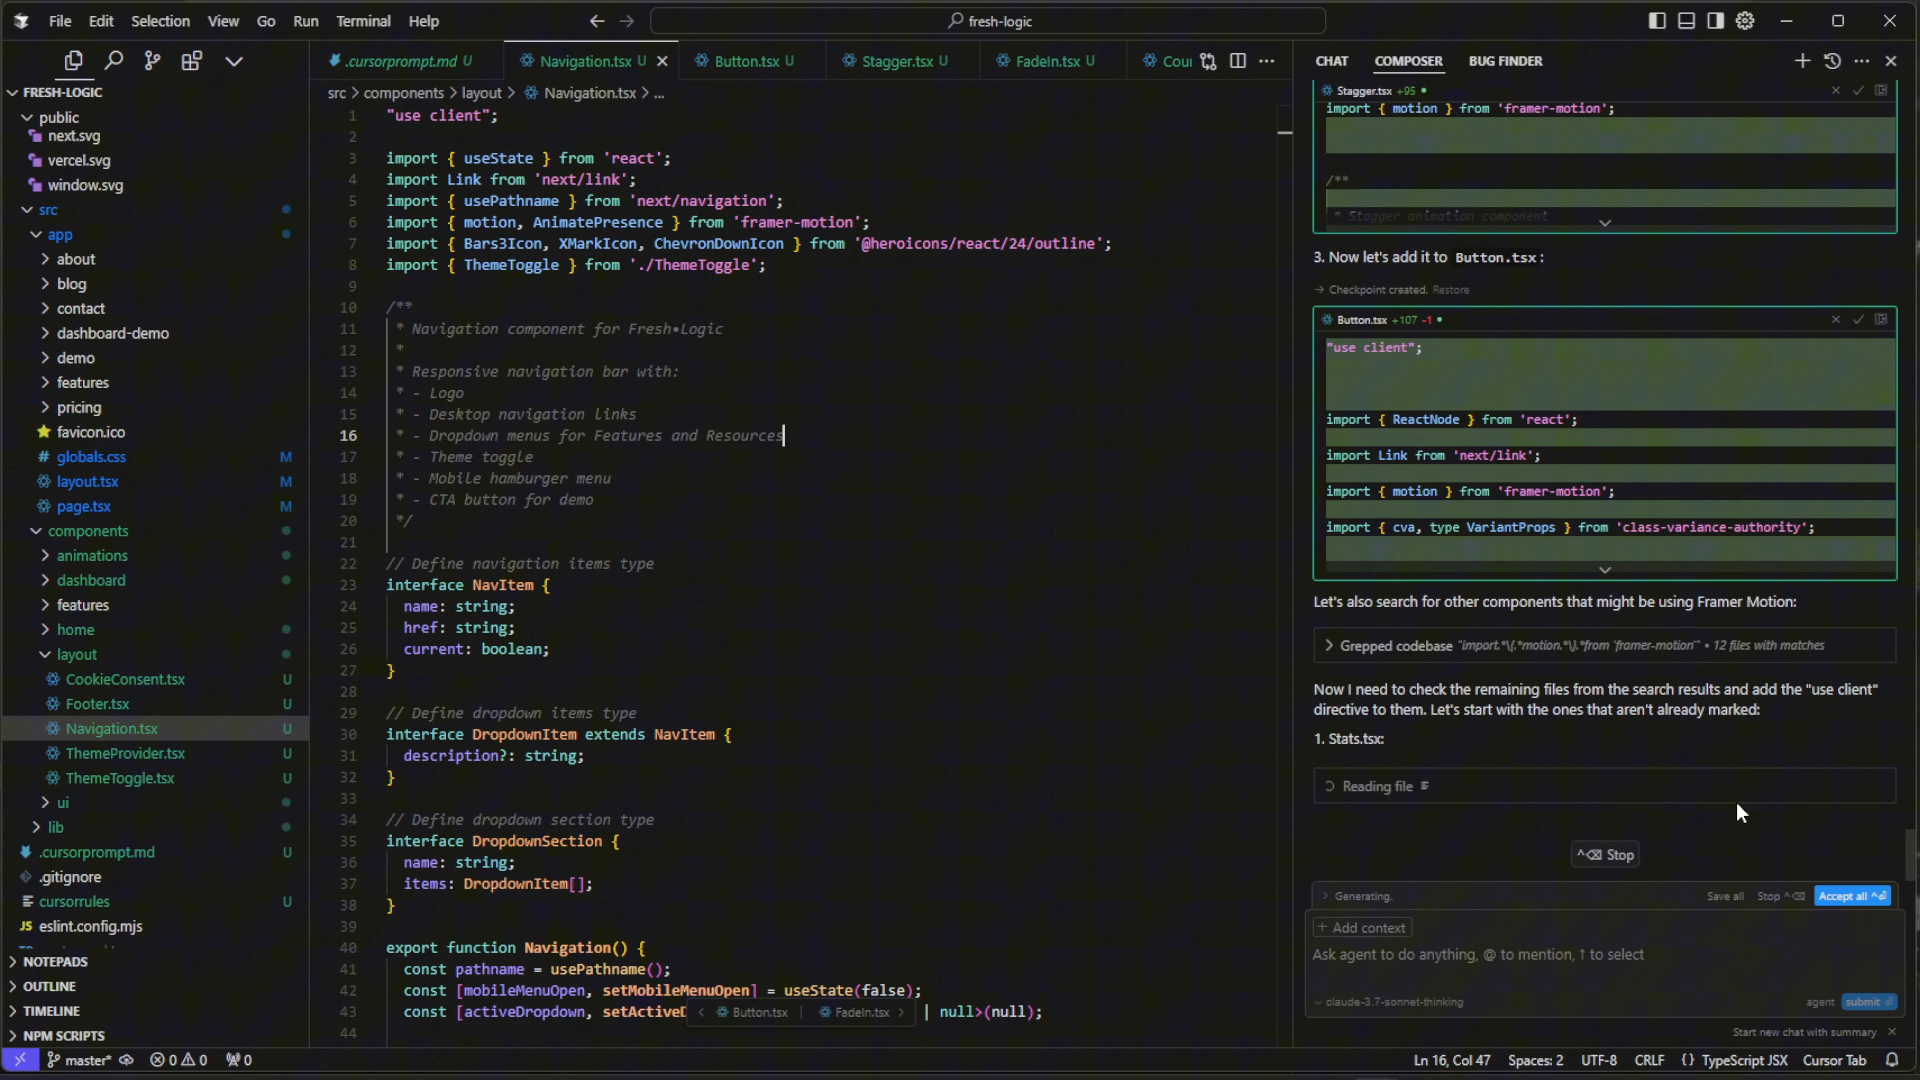 File Edit Selection View Go Run Terminal Help
fresh-logic
FRESH-LOGIC
public
next.svg
vercel.svg
window.svg
src
app
about
blog
contact
dashboard-demo
demo
features
pricing
favicon.ico
# globals.css M
layout.tsx M
page.tsx M
components
animations
dashboard
features
home
layout
CookieConsent.tsx U
Footer.tsx U
Navigation.tsx U
ThemeProvider.tsx U
ThemeToggle.tsx U
ui
lib
.cursorprompt.md U
.gitignore
cursorrules U
JS eslint.config.mjs
NOTEPADS
OUTLINE
TIMELINE
NPM SCRIPTS
.cursorprompt.md U
Navigation.tsx U
Button.tsx U
Stagger.tsx U
FadeIn.tsx U
Cou
src > components > layout > Navigation.tsx > ...
1 "use client";
2
3 import { useState } from 'react';
4 import Link from 'next/link';
5 import { usePathname } from 'next/navigation';
6 import { motion, AnimatePresence } from 'framer-motion';
7 import { Bars3Icon, XMarkIcon, ChevronDownIcon } from '@heroicons/react/24/outline';
8 import { ThemeToggle } from './ThemeToggle';
9
10 /**
11 * Navigation component for Fresh•Logic
12 *
13 * Responsive navigation bar with:
14 * - Logo
15 * - Desktop navigation links
16 * - Dropdown menus for Features and Resources
17 * - Theme toggle
18 * - Mobile hamburger menu
19 * - CTA button for demo
20 */
21
22 // Define navigation items type
23 interface NavItem {
24 name: string;
25 href: string;
26 current: boolean;
27 }
28
29 // Define dropdown items type
30 interface DropdownItem extends NavItem {
31 description?: string;
32 }
33
34 // Define dropdown section type
35 interface DropdownSection {
36 name: string;
37 items: DropdownItem[];
38 }
39
40 export function Navigation() {
41 const pathname = usePathname();
42 const [mobileMenuOpen, setMobileMenuOpen] = useState(false);
43 const [activeDropdown, setActiveD | null>(null);
44
Button.tsx FadeIn.tsx
CHAT COMPOSER BUG FINDER
Stagger.tsx +95
import { motion } from 'framer-motion';
/**
* Stagger animation component
3. Now let's add it to Button.tsx:
Checkpoint created. Restore
Button.tsx +107 -1
"use client";
import { ReactNode } from 'react';
import Link from 'next/link';
import { motion } from 'framer-motion';
import { cva, type VariantProps } from 'class-variance-authority';
Let's also search for other components that might be using Framer Motion:
Grepped codebase "import.*\{.*motion.*\}.*from 'framer-motion'" • 12 files with matches
Now I need to check the remaining files from the search results and add the "use client"
directive to them. Let's start with the ones that aren't already marked:
1. Stats.tsx:
Reading file
Stop
Generating. Save all Stop Accept all
+ Add context
Ask agent to do anything, @ to mention, ↑ to select
claude-3.7-sonnet-thinking agent submit
Start new chat with summary
master* 0 0 0
Ln 16, Col 47 Spaces: 2 UTF-8 CRLF {} TypeScript JSX Cursor Tab